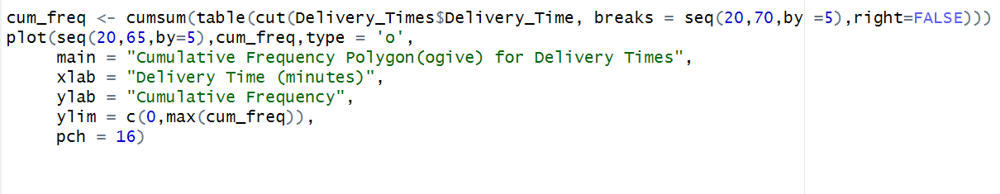 cum_freq <- cumsum(table(cut(Delivery_Times$Delivery_Time, breaks = seq(20,70,by =5),right=FALSE)))
plot(seq(20,65,by=5),cum_freq,type = 'o',
     main = "Cumulative Frequency Polygon(ogive) for Delivery Times",
     xlab = "Delivery Time (minutes)",
     ylab = "Cumulative Frequency",
     ylim = c(0,max(cum_freq)),
     pch = 16)